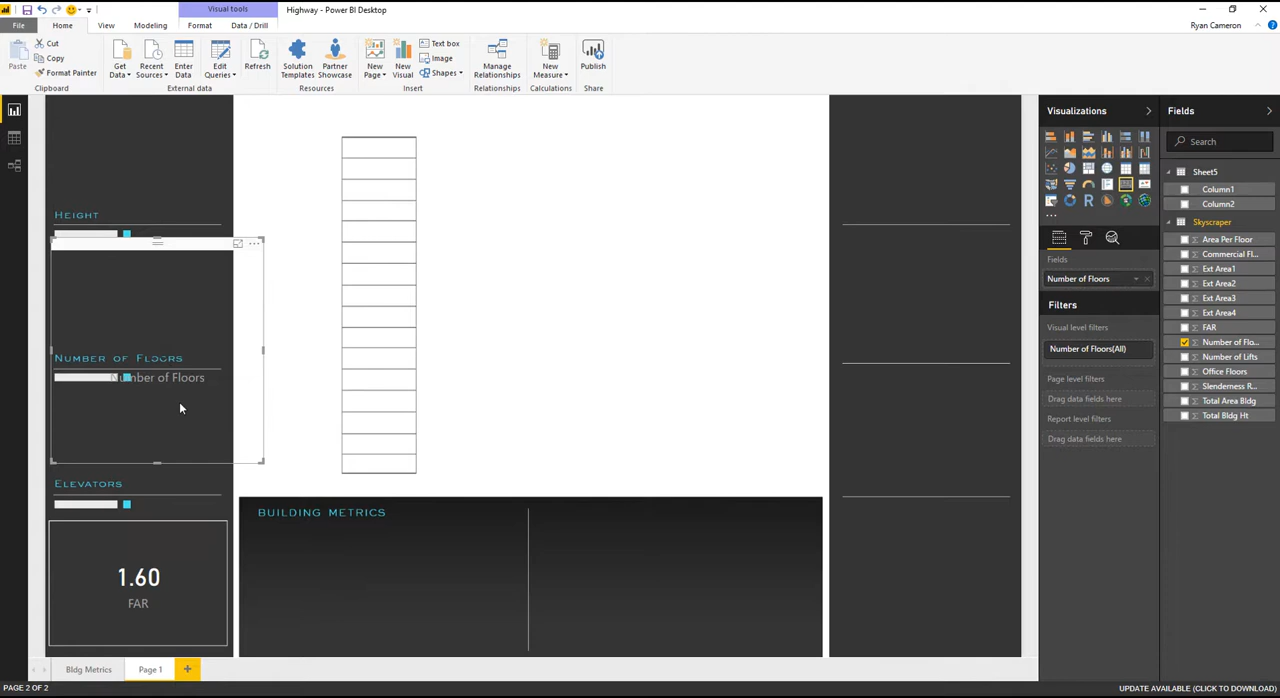 Visual tools
Highway - Power BI Desktop
File
Home
View
Modeling
Format
Data / Drill
Ryan Cameron
Paste
Cut
Copy
Format Painter
Clipboard
Get Data
Recent Sources
Enter Data
Edit Queries
External data
Refresh
Solution Templates
Partner Showcase
Resources
New Page
New Visual
Text box
Image
Shapes
Insert
Manage Relationships
Relationships
New Measure
Calculations
Publish
Share
HEIGHT
NUMBER OF FLOORS
Number of Floors
ELEVATORS
1.60
FAR
BUILDING METRICS
Visualizations
Fields
Number of Floors
Filters
Visual level filters
Number of Floors(All)
Page level filters
Drag data fields here
Report level filters
Drag data fields here
Fields
Search
Sheet5
Column1
Column2
Skyscraper
Area Per Floor
Commercial Fl...
Ext Area1
Ext Area2
Ext Area3
Ext Area4
FAR
Number of Flo...
Number of Lifts
Office Floors
Slenderness R...
Total Area Bldg
Total Bldg Ht
Bldg Metrics
Page 1
PAGE 2 OF 2
UPDATE AVAILABLE (CLICK TO DOWNLOAD)